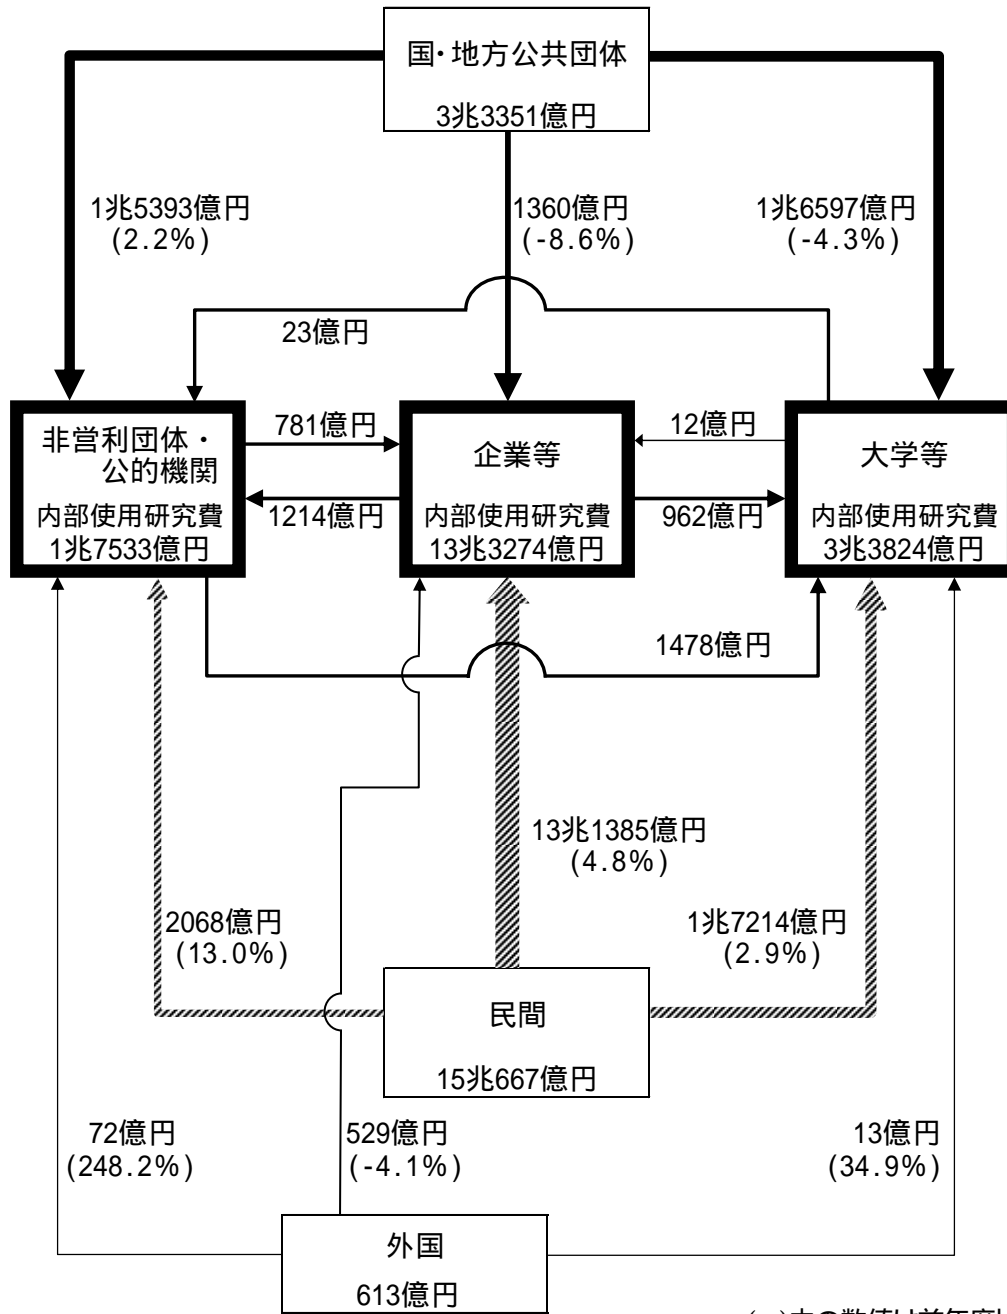 国・地方公共団体
3兆3351億円
1兆5393億円
(2.2%)
1360億円
(-8.6%)
1兆6597億円
(-4.3%)
23億円
非営利団体・
公的機関
内部使用研究費
1兆7533億円
781億円
1214億円
企業等
内部使用研究費
13兆3274億円
12億円
962億円
大学等
内部使用研究費
3兆3824億円
1478億円
13兆1385億円
(4.8%)
2068億円
(13.0%)
1兆7214億円
(2.9%)
民間
15兆667億円
72億円
(248.2%)
529億円
(-4.1%)
13億円
(34.9%)
外国
613億円